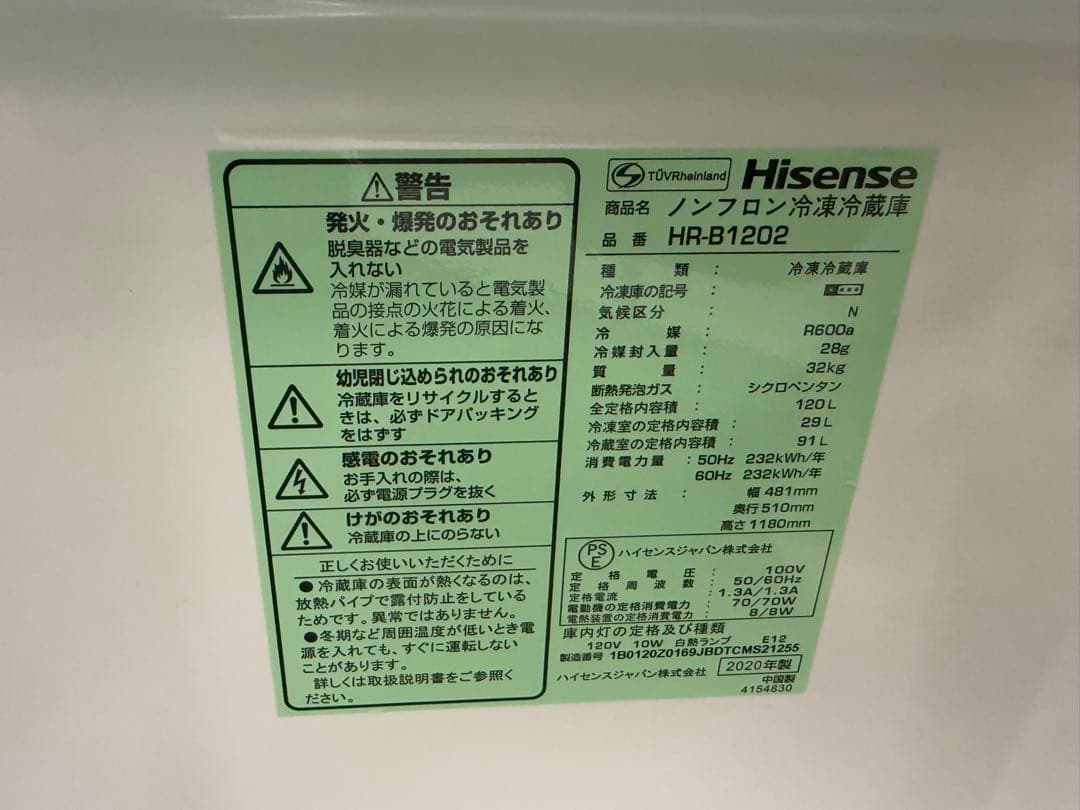 警告
発火・爆発のおそれあり
脱臭器などの電気製品を
入れない
冷媒が漏れていると電気製
品の接点の火花による着火、
着火による爆発の原因にな
ります。
幼児閉じ込められのおそれあり
冷蔵庫をリサイクルすると
きは、必ずドアパッキング
をはずす
感電のおそれあり
お手入れの際は、
必ず電源プラグを抜く
けがのおそれあり
冷蔵庫の上にのらない
正しくお使いいただくために
●冷蔵庫の表面が熱くなるのは、
放熱パイプで露付防止をしている
ためです。異常ではありません。
●冬期など周囲温度が低いとき電
源を入れても、すぐに運転しない
ことがあります。
詳しくは取扱説明書をご参照く
ださい。
TÜVRheinland Hisense
商品名 ノンフロン冷凍冷蔵庫
品番 HR-B1202
種類 : 冷凍冷蔵庫
冷凍庫の記号 :
気候区分 : N
冷媒 : R600a
冷媒封入量 : 28g
質量 : 32kg
断熱発泡ガス : シクロペンタン
全定格内容積 : 120L
冷凍室の定格内容積 : 29L
冷蔵室の定格内容積 : 91L
消費電力量 : 50Hz 232kWh/年
60Hz 232kWh/年
外形寸法 : 幅481mm
奥行510mm
高さ1180mm
PSE ハイセンスジャパン株式会社
定格電圧 : 100V
定格周波数 : 50/60Hz
定格電流 : 1.3A/1.3A
電動機の定格消費電力 : 70/70W
電熱装置の定格消費電力 : 8/8W
庫内灯の定格及び種類
120V 10W 白熱ランプ E12
製造番号 1B0120Z0169JBDTCMS21255
ハイセンスジャパン株式会社 2020年製
中国製
4154830